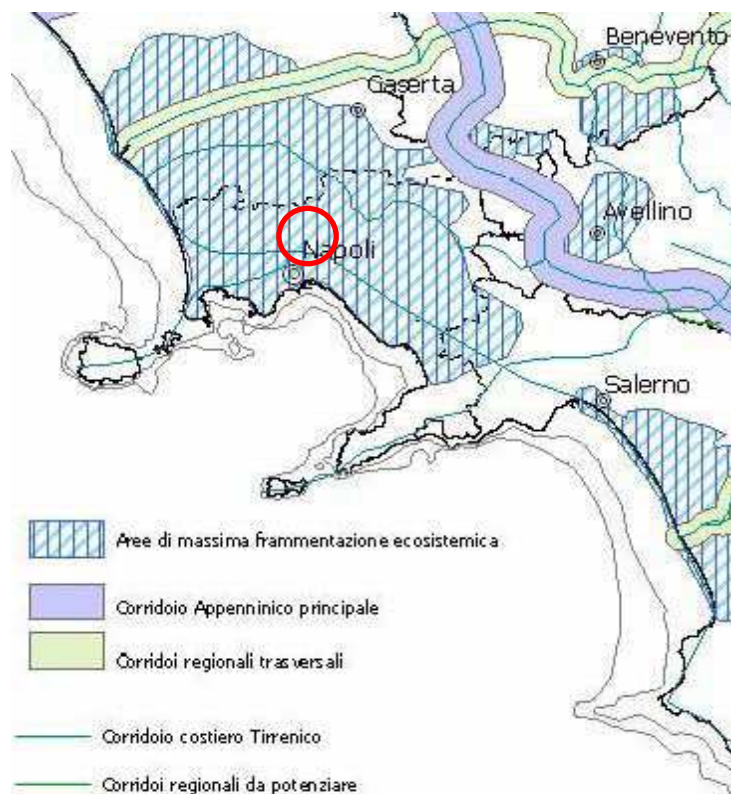 Benevento
Caserta
Avellino
Napoli
Salerno
Aree di massima frammentazione ecosistemica
Corridoio Appenninico principale
Corridoi regionali trasversali
Corridoio costiero Tirrenico
Corridoi regionali da potenziare